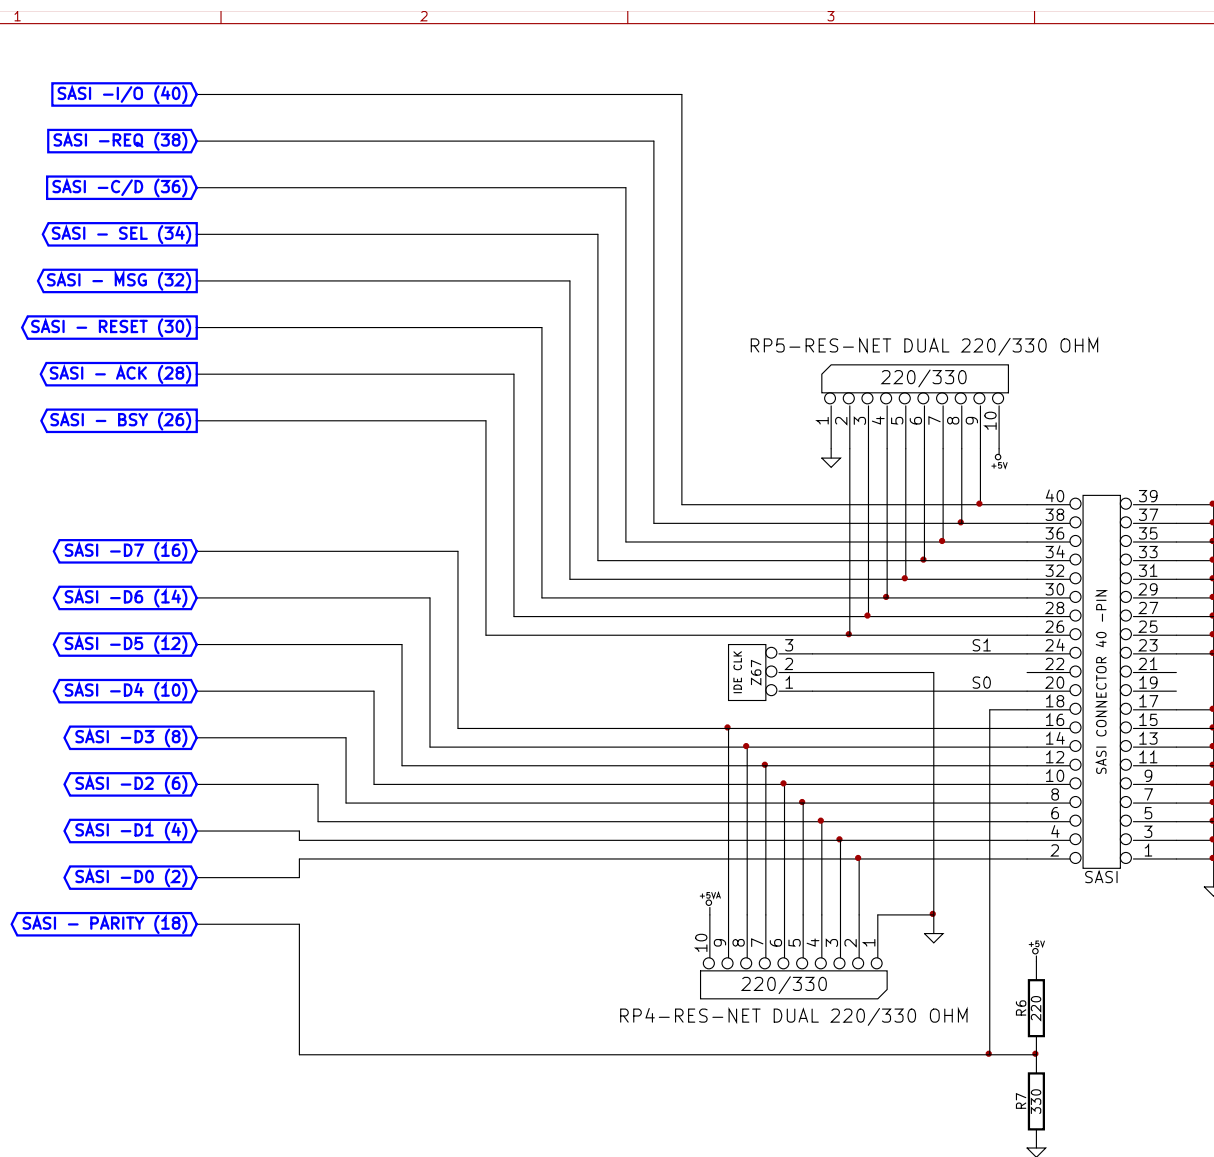 1 2 3
SASI -I/O (40)
SASI -REQ (38)
SASI -C/D (36)
SASI - SEL (34)
SASI - MSG (32)
SASI - RESET (30)
SASI - ACK (28)
SASI - BSY (26)
RP5-RES-NET DUAL 220/330 OHM
220/330
1 2 3 4 5 6 7 8 9 10
+5V
SASI -D7 (16)
SASI -D6 (14)
SASI -D5 (12)
SASI -D4 (10)
SASI -D3 (8)
SASI -D2 (6)
SASI -D1 (4)
SASI -D0 (2)
SASI - PARITY (18)
40 39
38 37
36 35
34 33
32 31
30 29
28 27
26 25
24 23
22 21
20 19
18 17
16 15
14 13
12 11
10 9
8 7
6 5
4 3
2 1
SASI CONNECTOR 40 -PIN
SASI
IDE CLK
Z67
3 S1
2
1 S0
+5VA
10 9 8 7 6 5 4 3 2 1
220/330
RP4-RES-NET DUAL 220/330 OHM
+5V
R6
220
R7
330